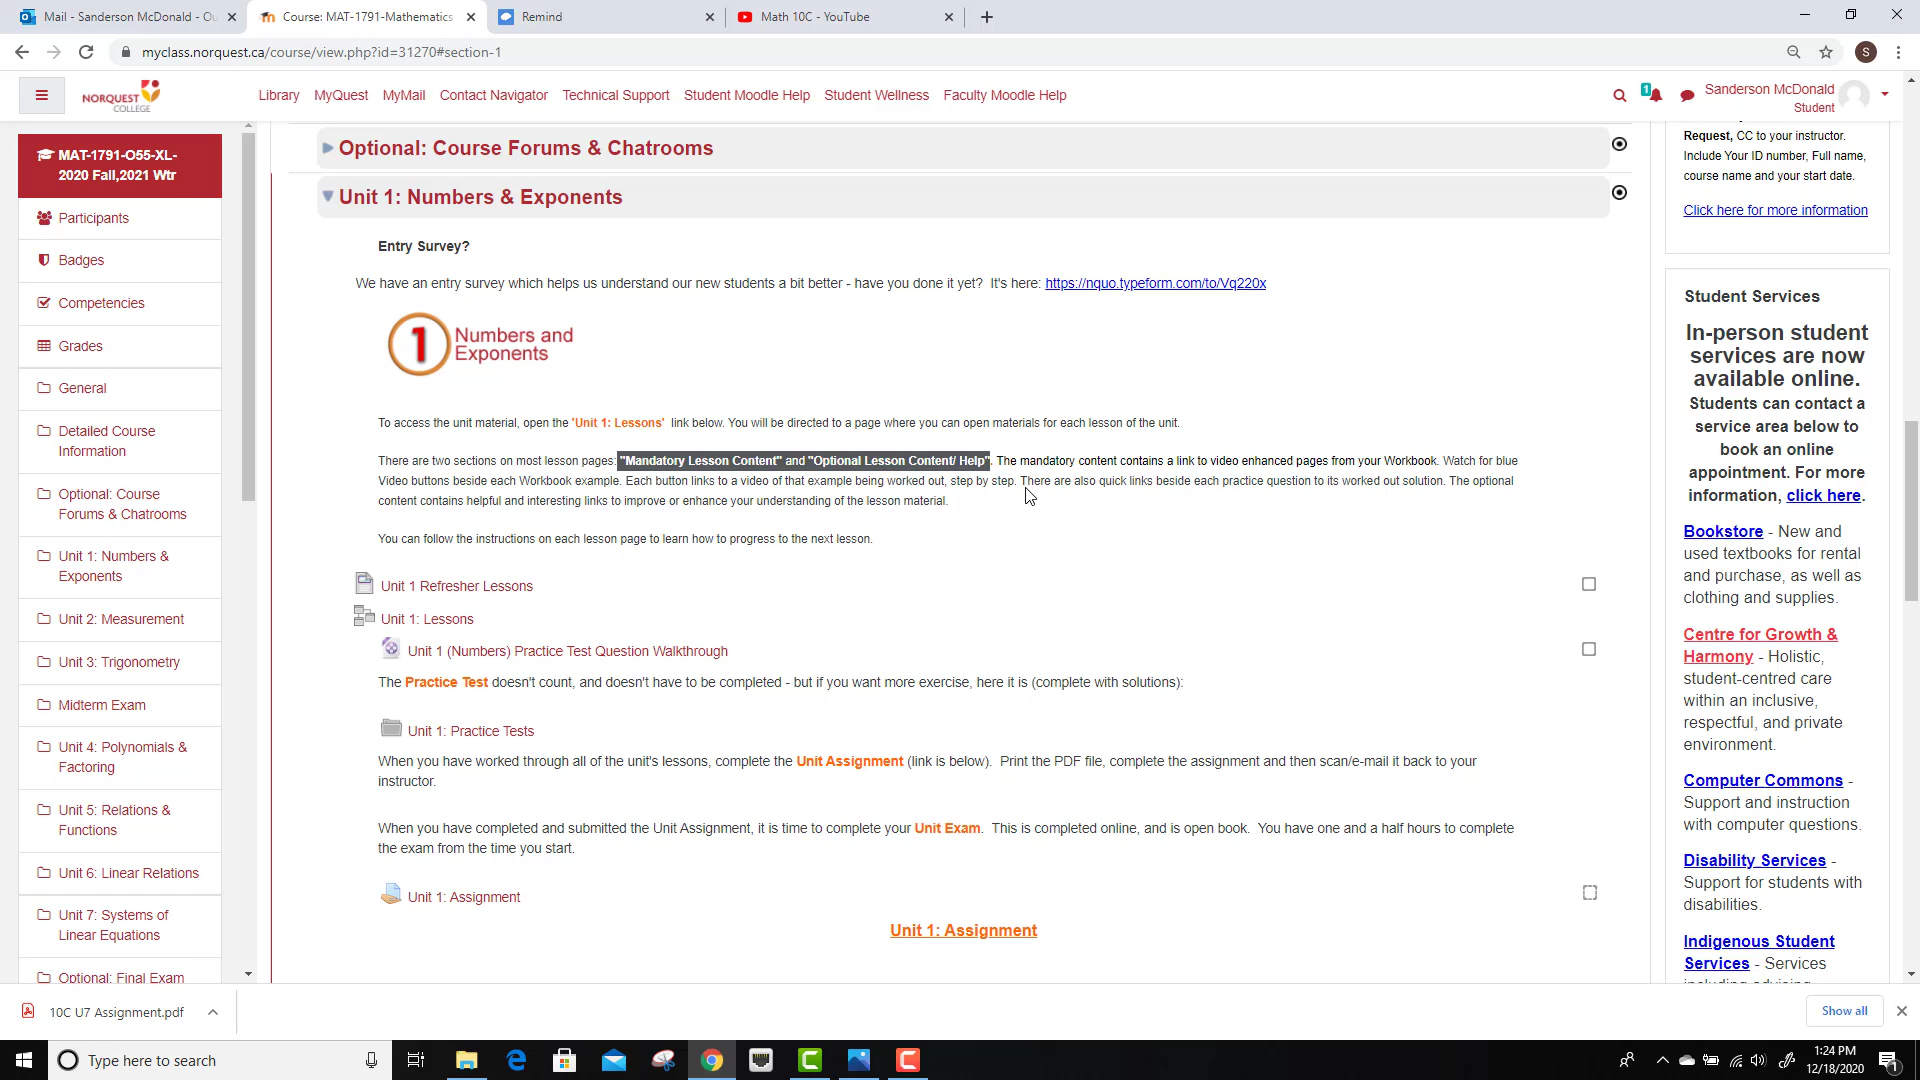 Mail - Sanderson McDonald - Ou
Course: MAT-1791-Mathematics
Remind
Math 10C - YouTube
myclass.norquest.ca/course/view.php?id=31270#section-1
S
NORQUEST
COLLEGE
Library
MyQuest
MyMail
Contact Navigator
Technical Support
Student Moodle Help
Student Wellness
Faculty Moodle Help
1
Sanderson McDonald
Student
MAT-1791-O55-XL-
2020 Fall,2021 Wtr
Participants
Badges
Competencies
Grades
General
Detailed Course
Information
Optional: Course
Forums & Chatrooms
Unit 1: Numbers &
Exponents
Unit 2: Measurement
Unit 3: Trigonometry
Midterm Exam
Unit 4: Polynomials &
Factoring
Unit 5: Relations &
Functions
Unit 6: Linear Relations
Unit 7: Systems of
Linear Equations
Optional: Final Exam
Optional: Course Forums & Chatrooms
Unit 1: Numbers & Exponents
Entry Survey?
We have an entry survey which helps us understand our new students a bit better - have you done it yet?  It's here: https://nquo.typeform.com/to/Vq220x
1
Numbers and
Exponents
To access the unit material, open the 'Unit 1: Lessons'  link below. You will be directed to a page where you can open materials for each lesson of the unit.
There are two sections on most lesson pages: "Mandatory Lesson Content" and "Optional Lesson Content/ Help". The mandatory content contains a link to video enhanced pages from your Workbook. Watch for blue
Video buttons beside each Workbook example. Each button links to a video of that example being worked out, step by step. There are also quick links beside each practice question to its worked out solution. The optional
content contains helpful and interesting links to improve or enhance your understanding of the lesson material.
You can follow the instructions on each lesson page to learn how to progress to the next lesson.
Unit 1 Refresher Lessons
Unit 1: Lessons
Unit 1 (Numbers) Practice Test Question Walkthrough
The Practice Test doesn't count, and doesn't have to be completed - but if you want more exercise, here it is (complete with solutions):
Unit 1: Practice Tests
When you have worked through all of the unit's lessons, complete the Unit Assignment (link is below).  Print the PDF file, complete the assignment and then scan/e-mail it back to your
instructor.
When you have completed and submitted the Unit Assignment, it is time to complete your Unit Exam.  This is completed online, and is open book.  You have one and a half hours to complete
the exam from the time you start.
Unit 1: Assignment
Unit 1: Assignment
Request, CC to your instructor.
Include Your ID number, Full name,
course name and your start date.
Click here for more information
Student Services
In-person student
services are now
available online.
Students can contact a
service area below to
book an online
appointment. For more
information, click here.
Bookstore - New and
used textbooks for rental
and purchase, as well as
clothing and supplies.
Centre for Growth &
Harmony - Holistic,
student-centred care
within an inclusive,
respectful, and private
environment.
Computer Commons -
Support and instruction
with computer questions.
Disability Services -
Support for students with
disabilities.
Indigenous Student
Services - Services
10C U7 Assignment.pdf
Show all
Type here to search
1:24 PM
12/18/2020
1